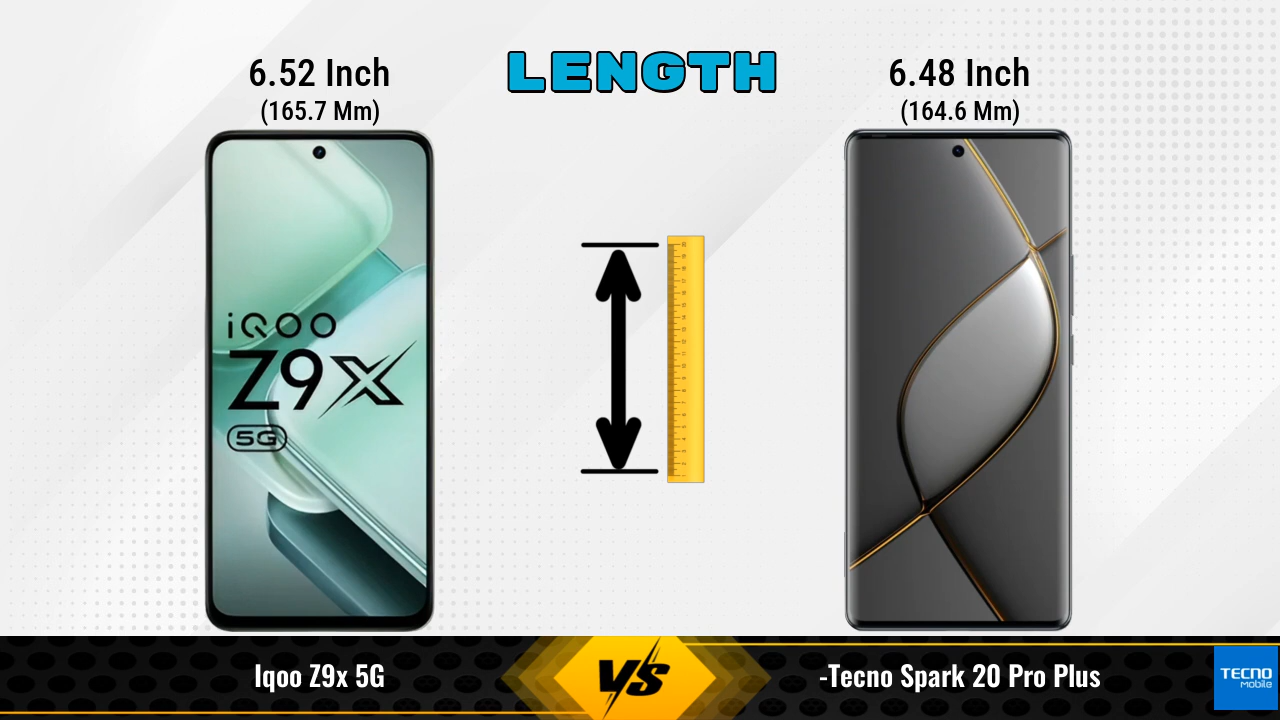 LENGTH
6.52 Inch
(165.7 Mm)
6.48 Inch
(164.6 Mm)
iQOO
Z9x
5G
Iqoo Z9x 5G
VS
-Tecno Spark 20 Pro Plus
TECNO
mobile